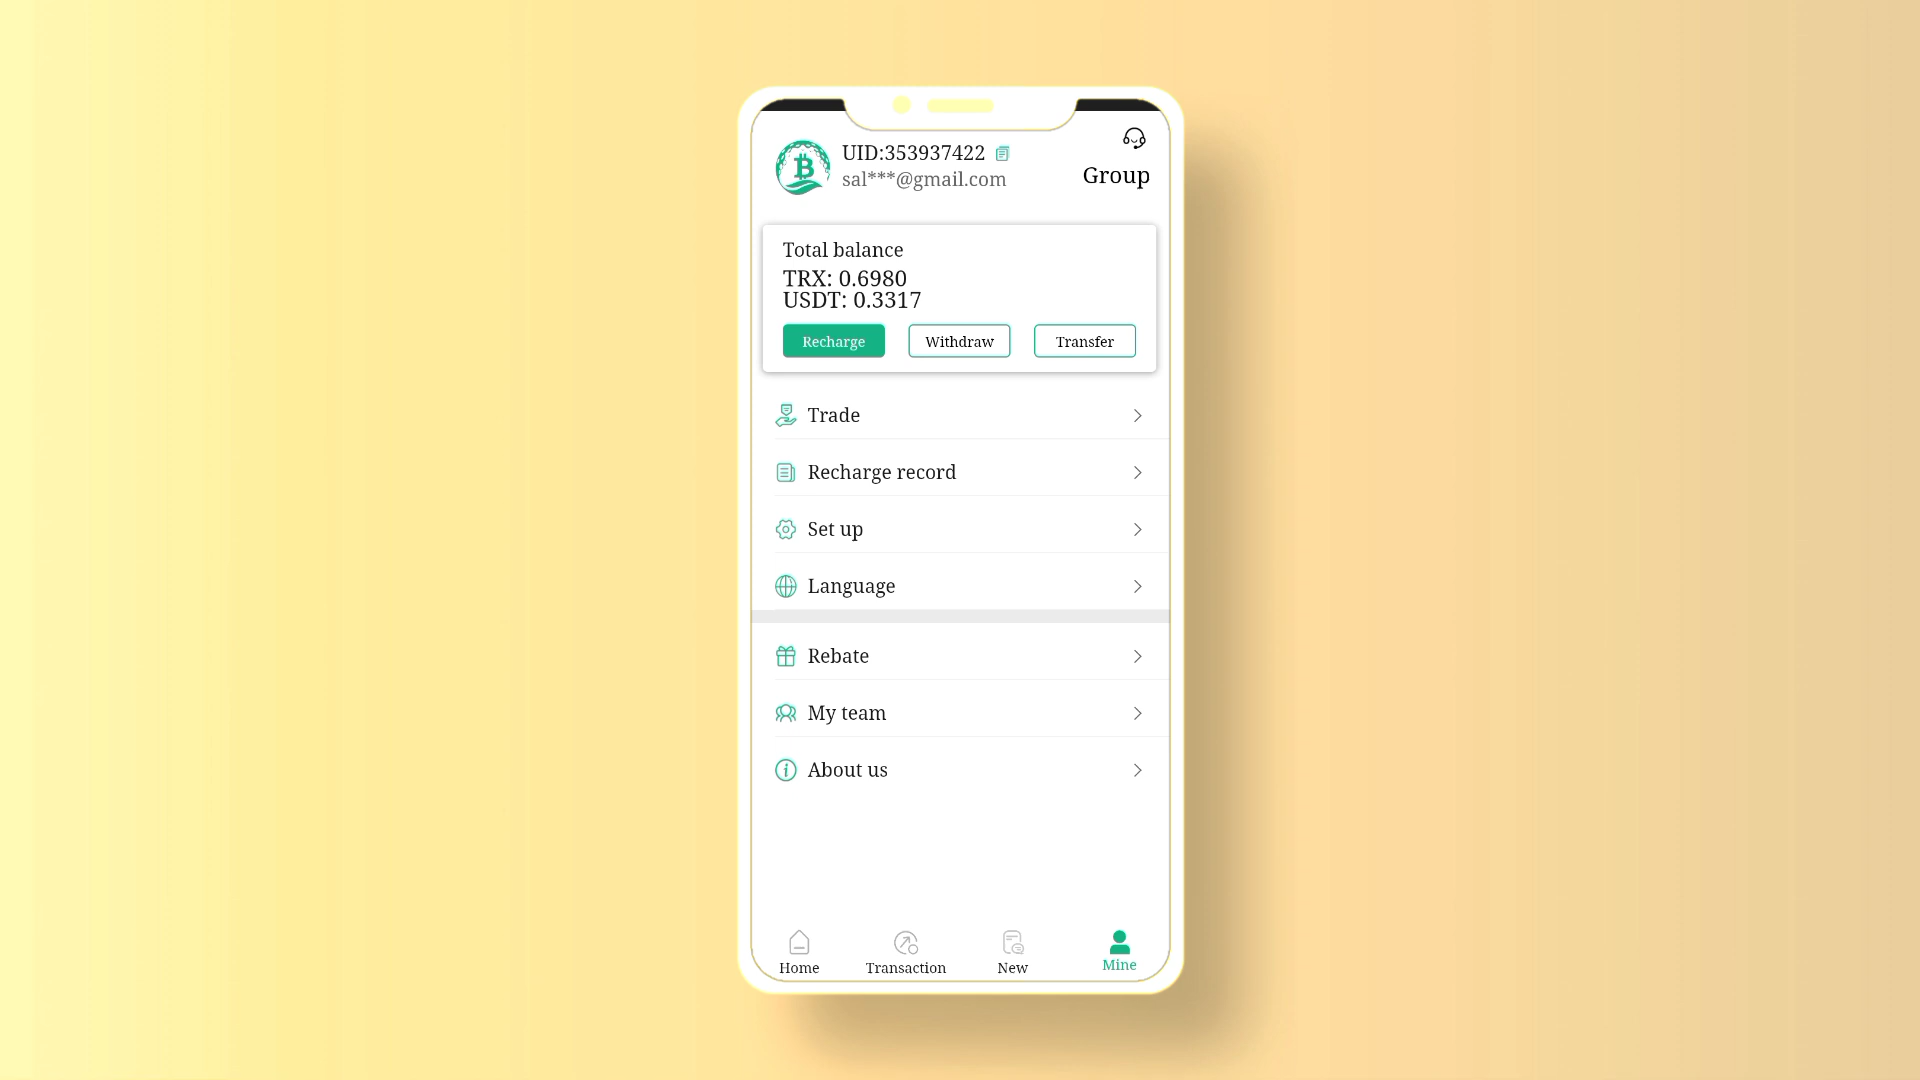 UID:353937422
sal***@gmail.com
Group
Total balance
TRX: 0.6980
USDT: 0.3317
Recharge
Withdraw
Transfer
Trade
Recharge record
Set up
Language
Rebate
My team
About us
Home
Transaction
New
Mine